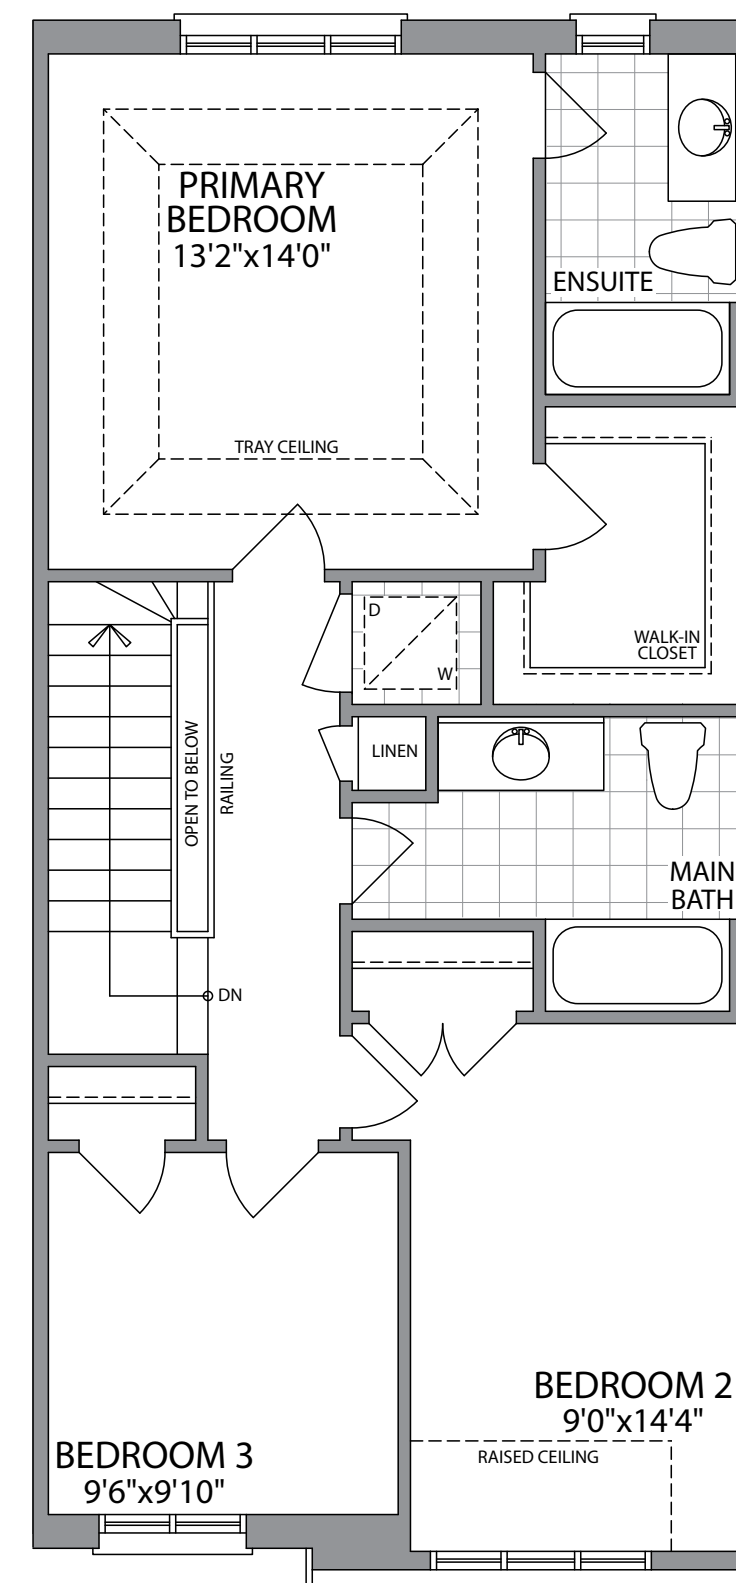 PRIMARY
BEDROOM
13'2"x14'0"
ENSUITE
TRAY CEILING
D
W
WALK-IN
CLOSET
OPEN TO BELOW
RAILING
LINEN
MAIN
BATH
DN
BEDROOM 2
9'0"x14'4"
RAISED CEILING
BEDROOM 3
9'6"x9'10"